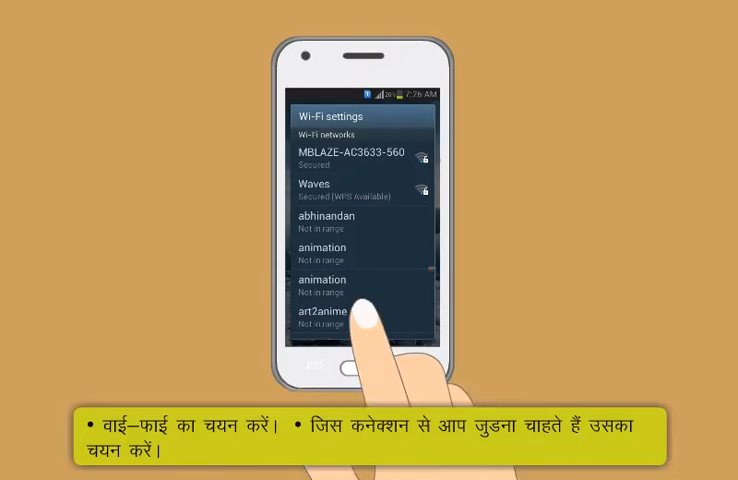 26% 7:26 AM
Wi-Fi settings
Wi-Fi networks
MBLAZE-AC3633-560
Secured
Waves
Secured (WPS Available)
abhinandan
Not in range
animation
Not in range
animation
Not in range
art2anime
Not in range
• वाई–फाई का चयन करें। • जिस कनेक्शन से आप जुडना चाहते हैं उसका
चयन करें।